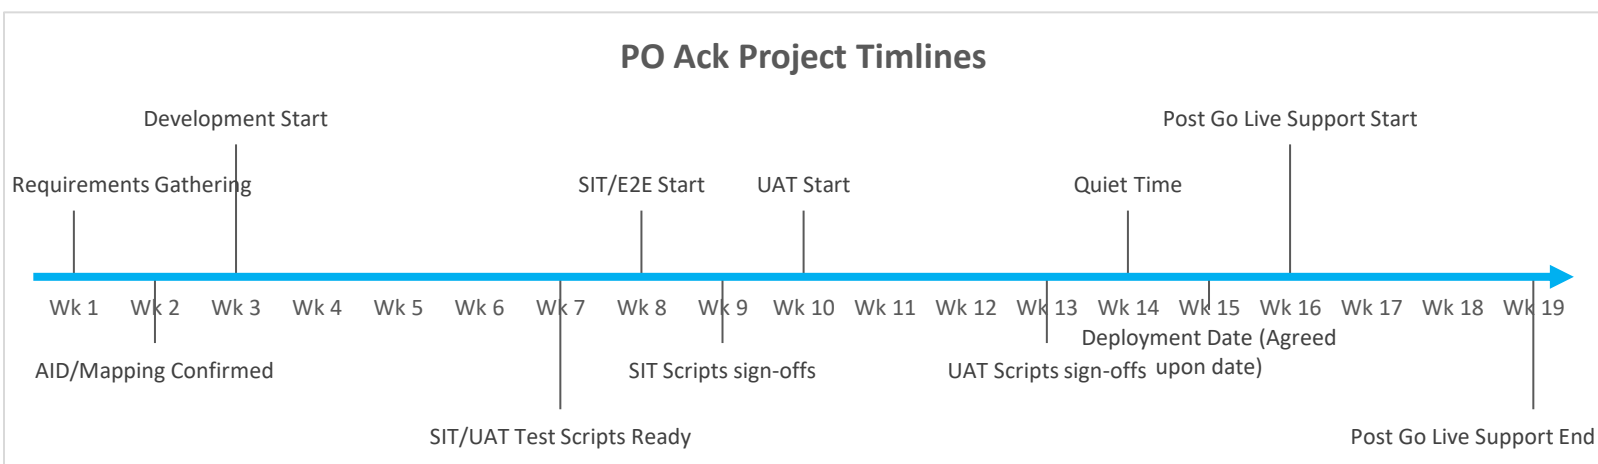 PO Ack Project Timlines
Development Start
Post Go Live Support Start
Requirements Gathering
SIT/E2E Start
UAT Start
Quiet Time
Wk 1
Wk 2
Wk 3
Wk 4
Wk 5
Wk 6
Wk 7
Wk 8
Wk 9
Wk 10
Wk 11
Wk 12
Wk 13
Wk 14
Wk 15
Wk 16
Wk 17
Wk 18
Wk 19
AID/Mapping Confirmed
SIT Scripts sign-offs
UAT Scripts sign-offs
Deployment Date (Agreed
upon date)
SIT/UAT Test Scripts Ready
Post Go Live Support End